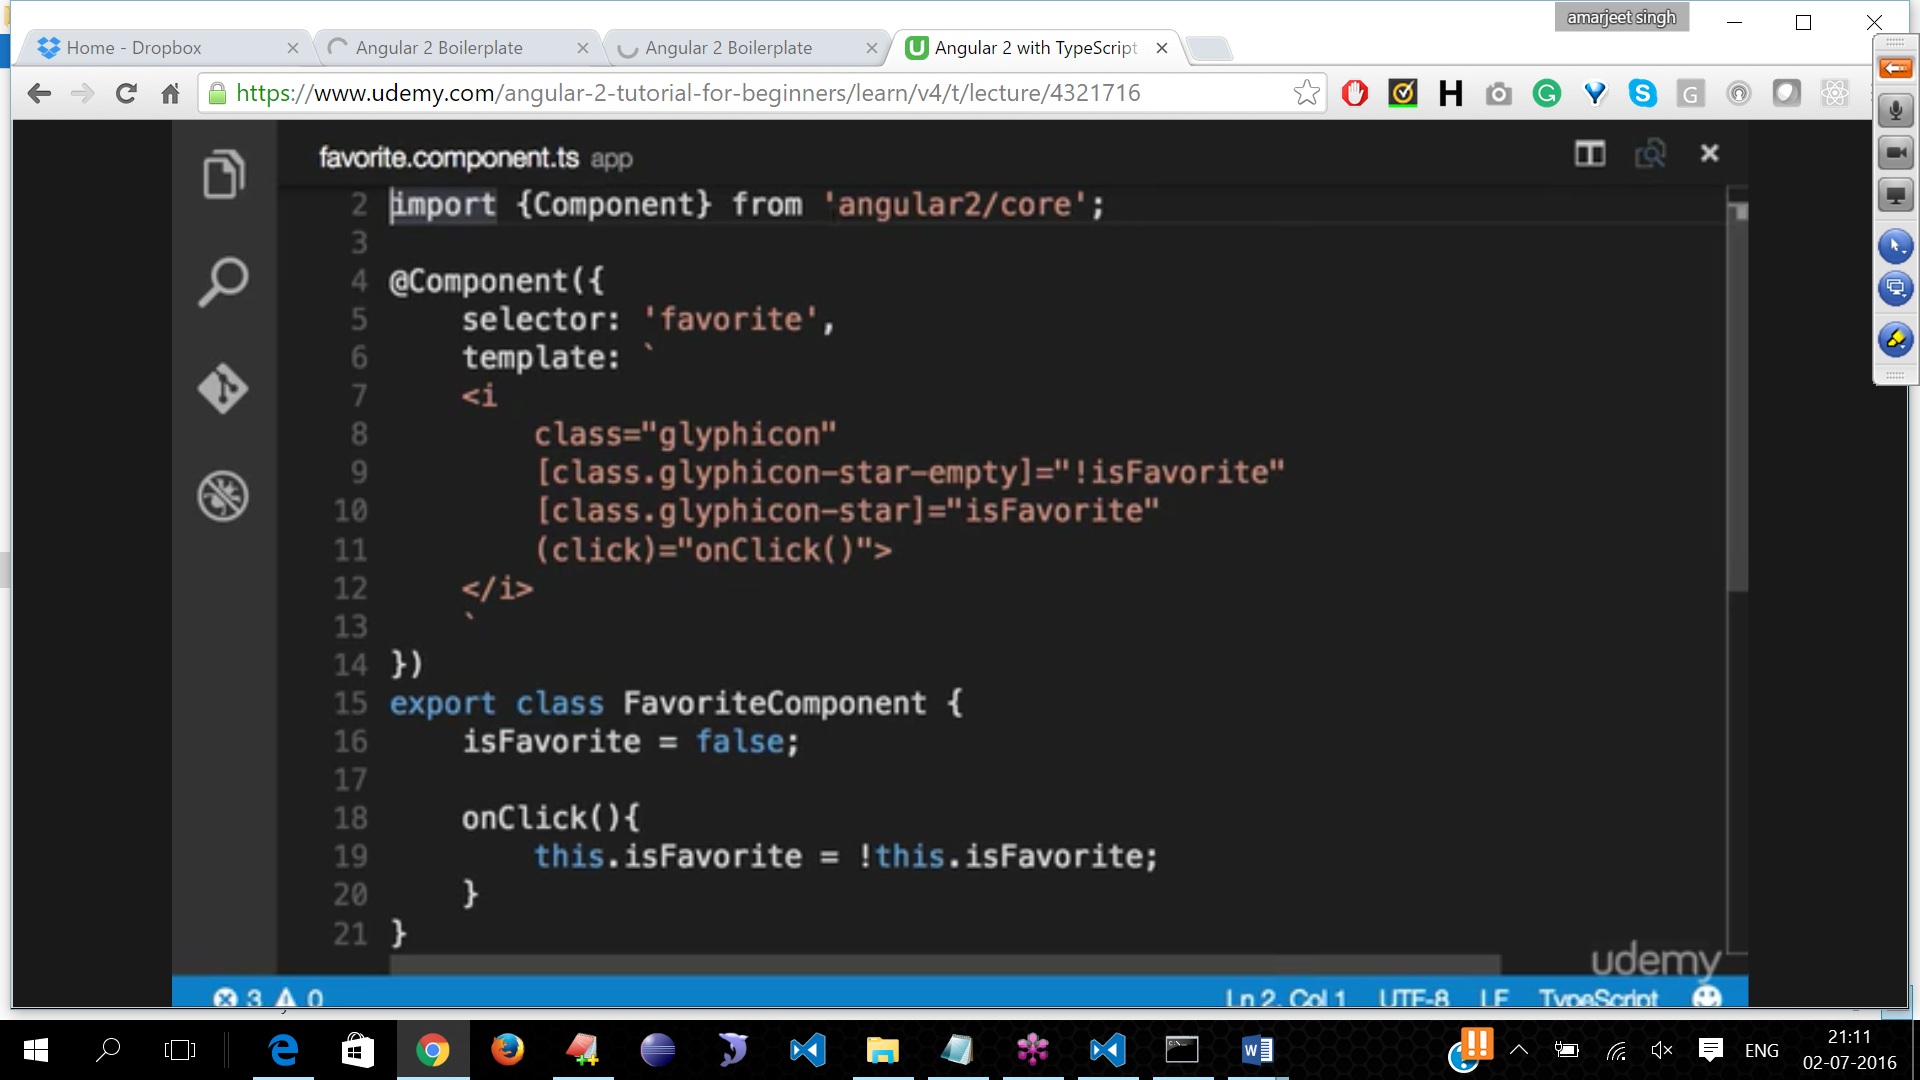 amarjeet singh
Home - Dropbox
Angular 2 Boilerplate
Angular 2 Boilerplate
Angular 2 with TypeScript
https://www.udemy.com/angular-2-tutorial-for-beginners/learn/v4/t/lecture/4321716
favorite.component.ts app
2 import {Component} from 'angular2/core';
3
4 @Component({
5 selector: 'favorite',
6 template: `
7 <i
8 class="glyphicon"
9 [class.glyphicon-star-empty]="!isFavorite"
10 [class.glyphicon-star]="isFavorite"
11 (click)="onClick()">
12 </i>
13 `
14 })
15 export class FavoriteComponent {
16 isFavorite = false;
17
18 onClick(){
19 this.isFavorite = !this.isFavorite;
20 }
21 }
udemy
3 0 Ln 2, Col 1 UTF-8 LF TypeScript
ENG
21:11
02-07-2016